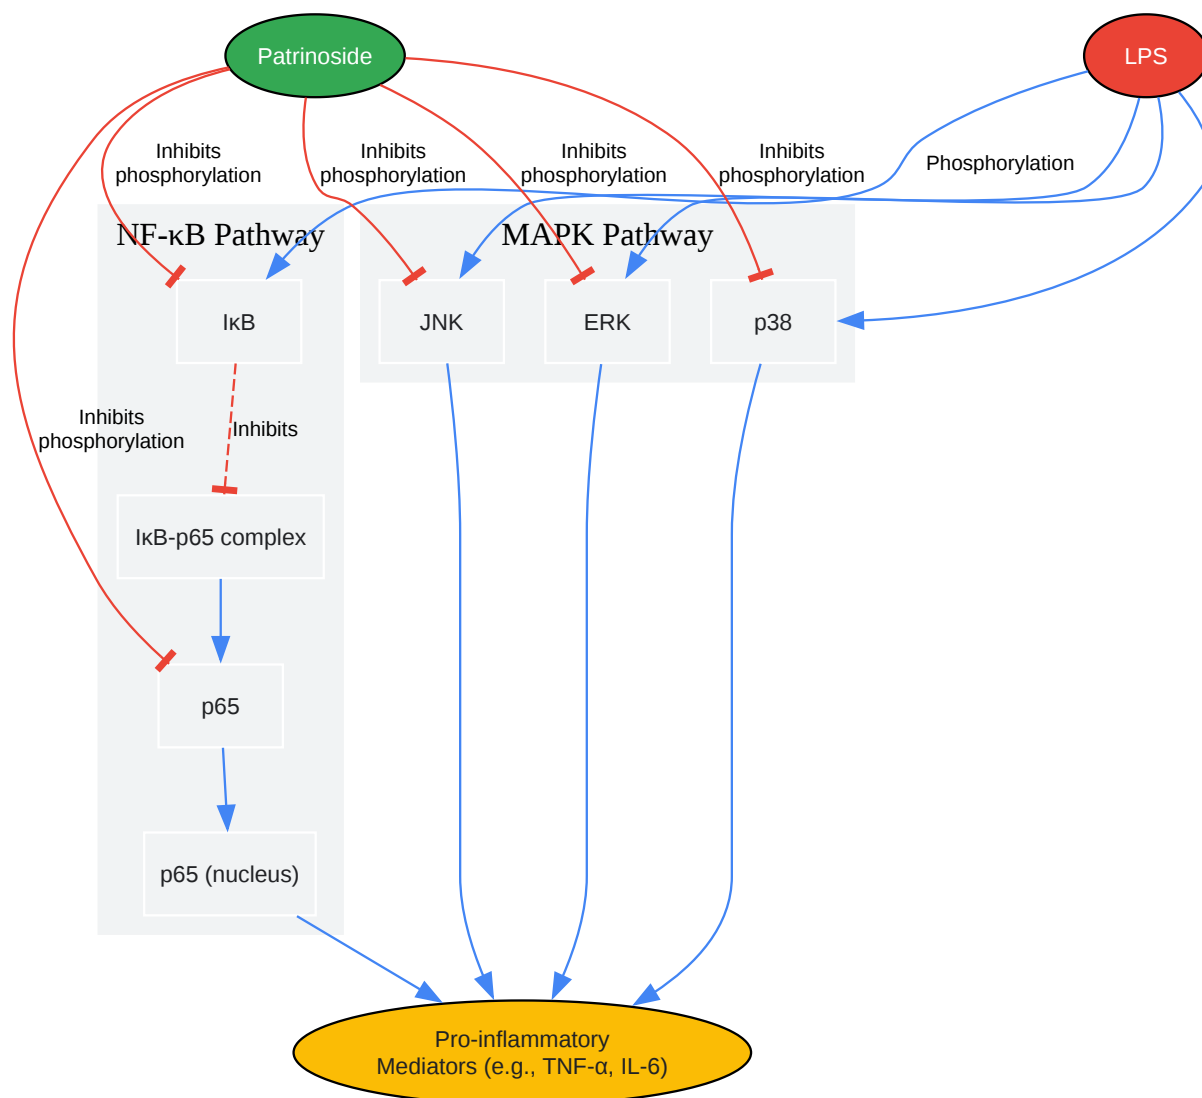 Patrinoside
LPS
Inhibits
phosphorylation
Inhibits
phosphorylation
Inhibits
phosphorylation
Inhibits
phosphorylation
Phosphorylation
NF-κB Pathway
MAPK Pathway
IκB
JNK
ERK
p38
Inhibits
phosphorylation
Inhibits
IκB-p65 complex
p65
p65 (nucleus)
Pro-inflammatory
Mediators (e.g., TNF-α, IL-6)